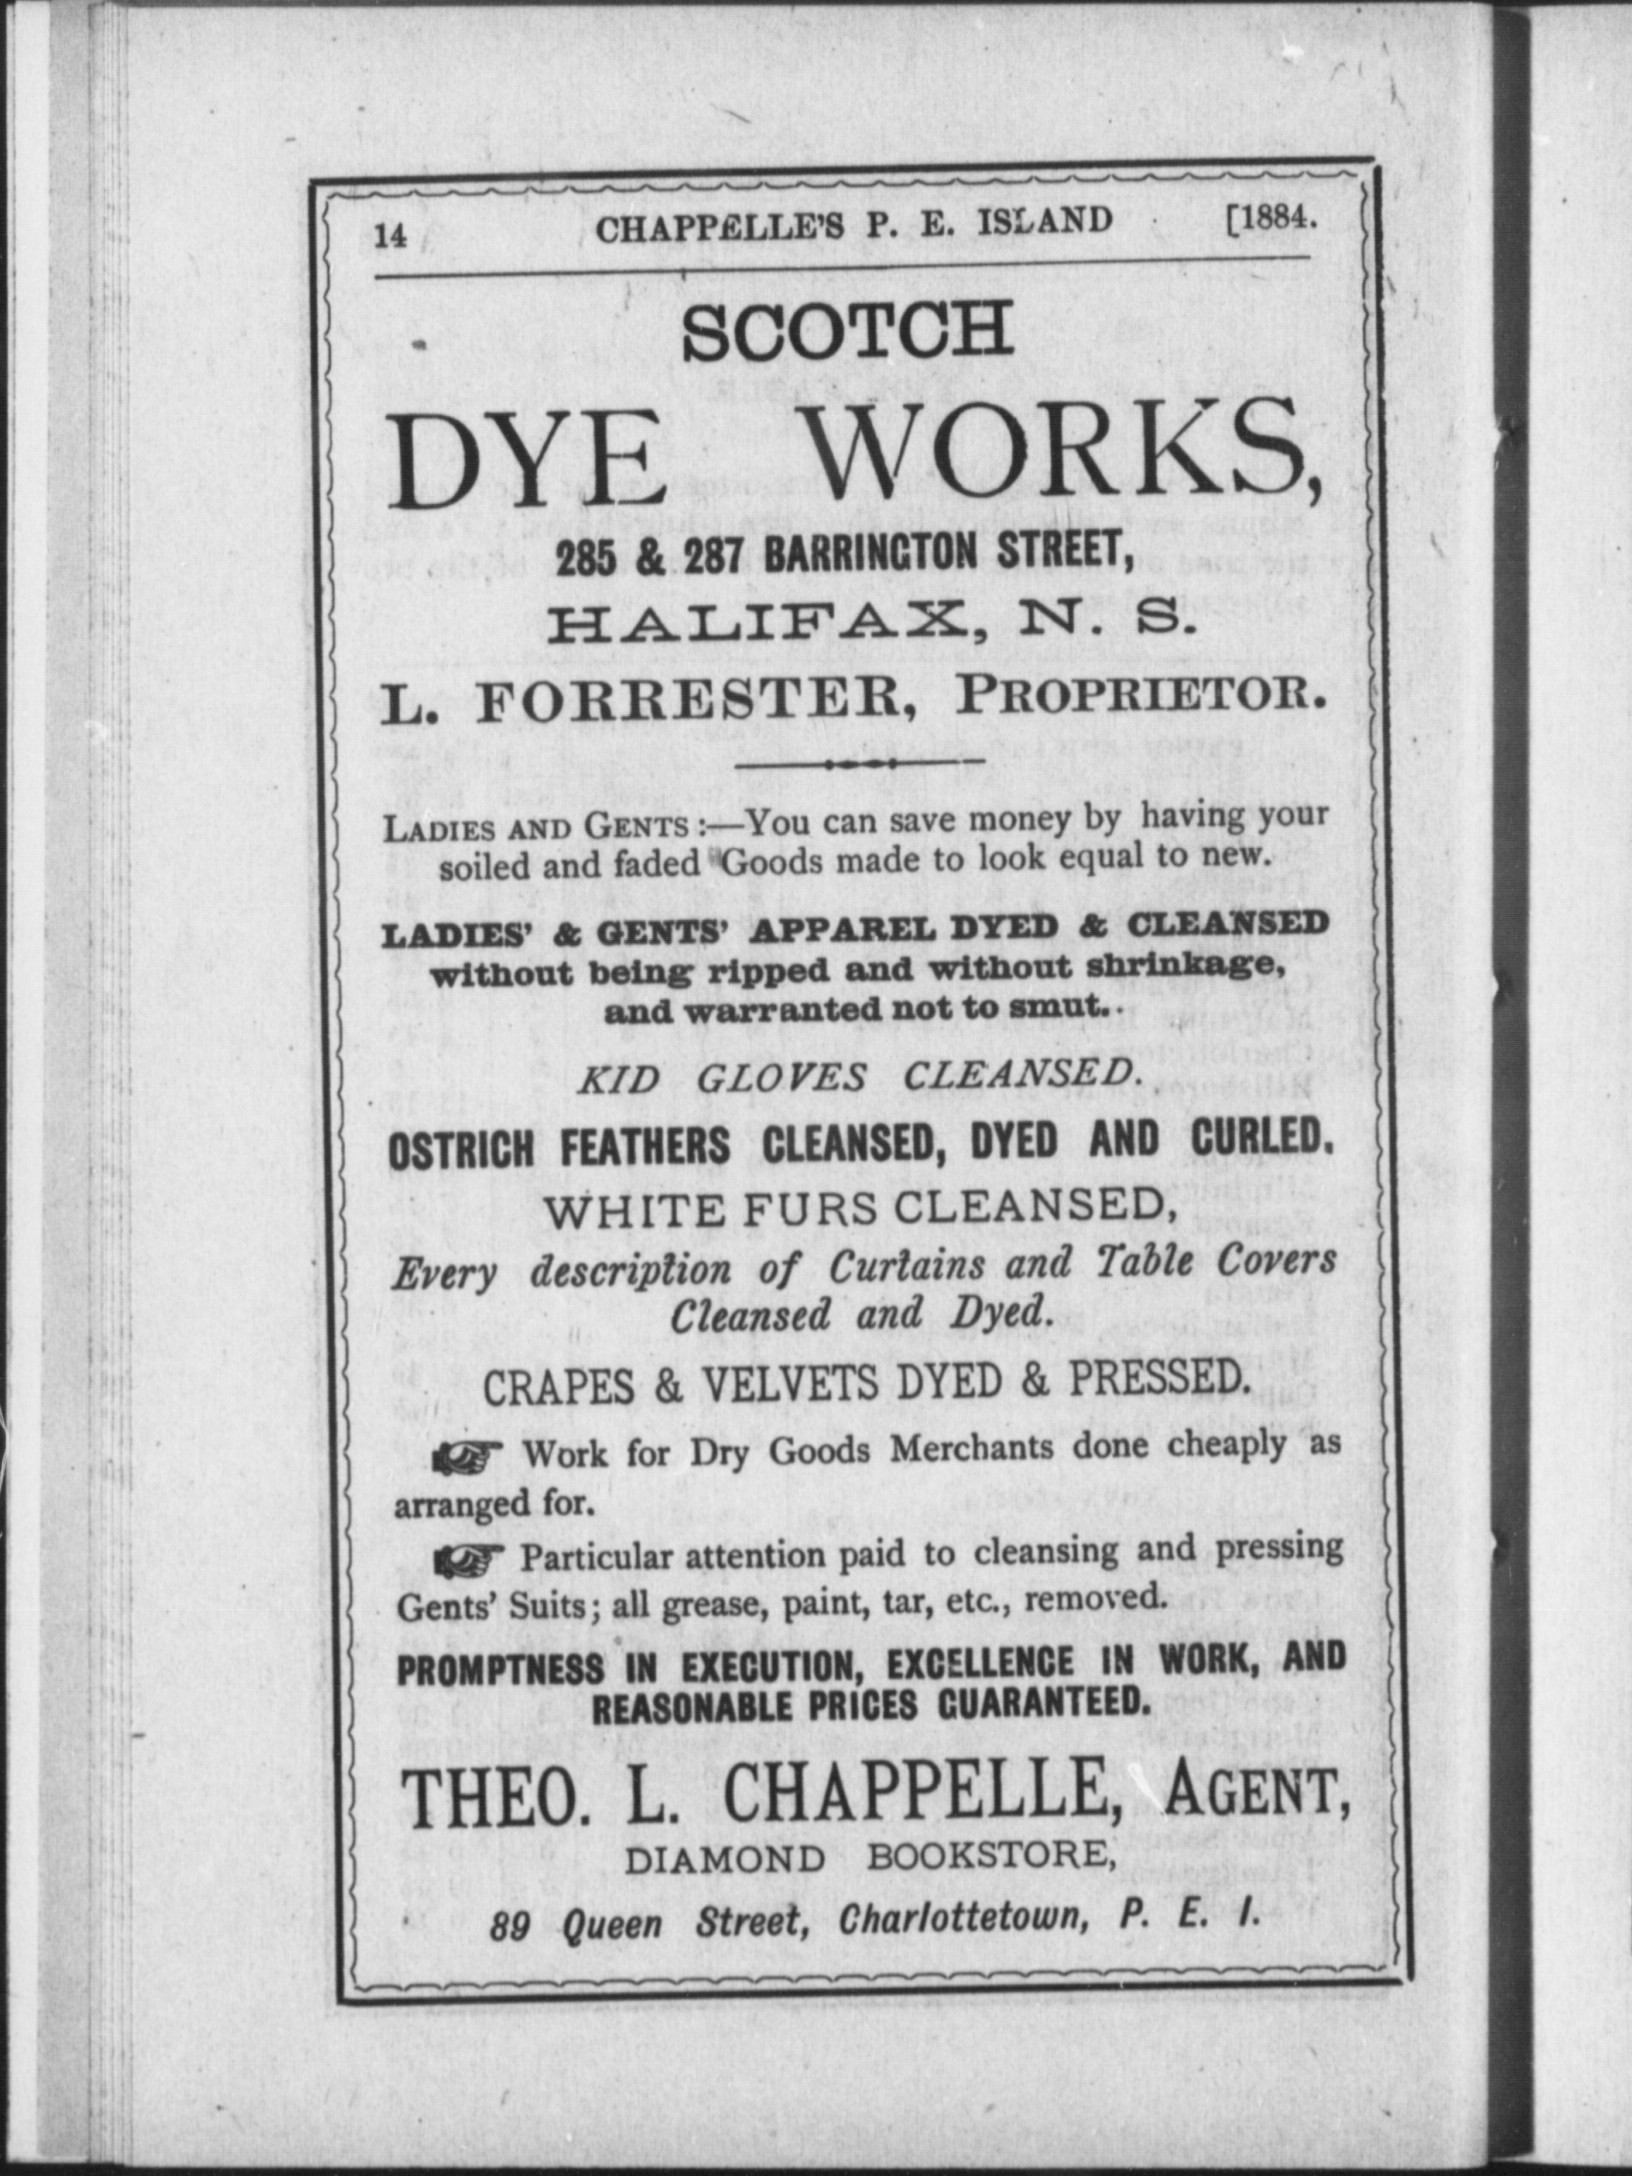 14 CHAPPELLE'S P. E. ISLAND [1884.
SCOTCH
DYE WORKS,
285 & 287 BARRINGTON STREET,
HALIFAX, N. S.
L. FORRESTER, PROPRIETOR.
LADIES AND GENTS :—You can save money by having your
soiled and faded Goods made to look equal to new.
LADIES' & GENTS' APPAREL DYED & CLEANSED
without being ripped and without shrinkage,
and warranted not to smut.
KID GLOVES CLEANSED.
OSTRICH FEATHERS CLEANSED, DYED AND CURLED.
WHITE FURS CLEANSED,
Every description of Curtains and Table Covers
Cleansed and Dyed.
CRAPES & VELVETS DYED & PRESSED.
☞ Work for Dry Goods Merchants done cheaply as
arranged for.
☞ Particular attention paid to cleansing and pressing
Gents' Suits; all grease, paint, tar, etc., removed.
PROMPTNESS IN EXECUTION, EXCELLENCE IN WORK, AND
REASONABLE PRICES GUARANTEED.
THEO. L. CHAPPELLE, AGENT,
DIAMOND BOOKSTORE,
89 Queen Street, Charlottetown, P. E. I.